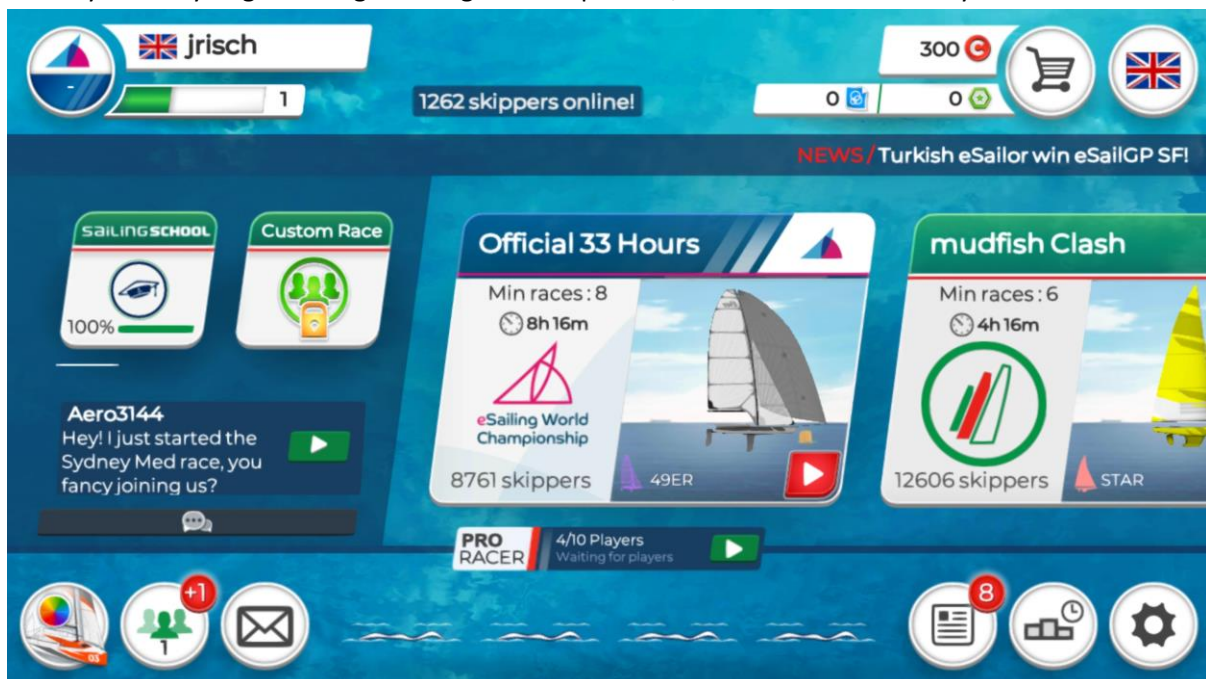 jrisch
1
1262 skippers online!
300
0
0
NEWS / Turkish eSailor win eSailGP SF!
SAILING SCHOOL
100%
Custom Race
Aero3144
Hey! I just started the
Sydney Med race, you
fancy joining us?
Official 33 Hours
Min races : 8
8h 16m
eSailing World
Championship
8761 skippers
49ER
mudfish Clash
Min races : 6
4h 16m
12606 skippers
STAR
PRO
RACER
4/10 Players
Waiting for players
03
+1
1
8